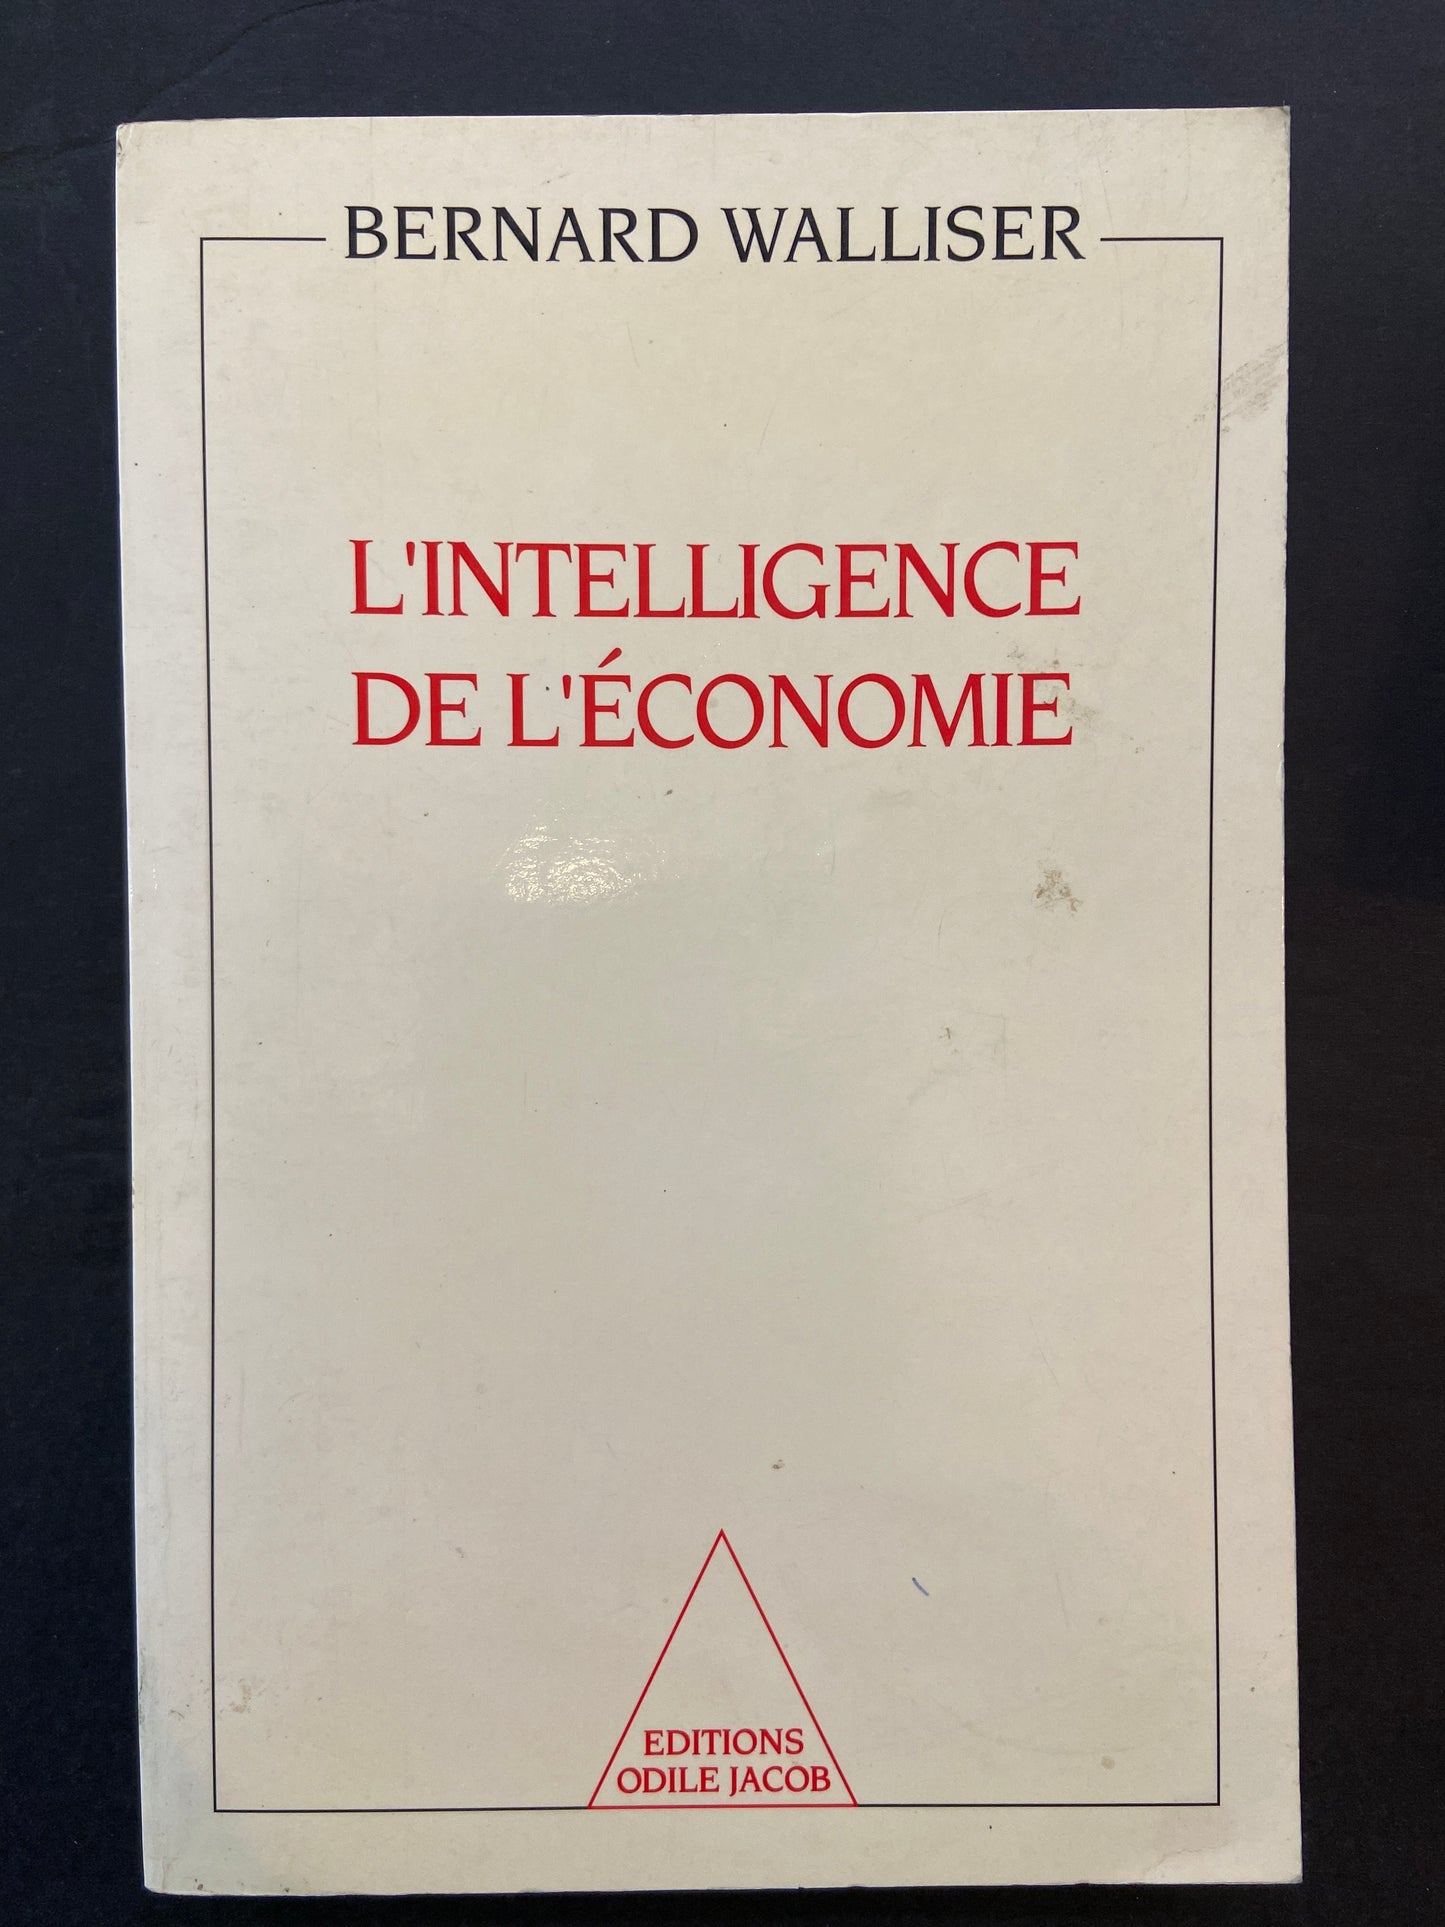 BERNARD WALLISER
L'INTELLIGENCE
DE L'ÉCONOMIE
EDITIONS
ODILE JACOB